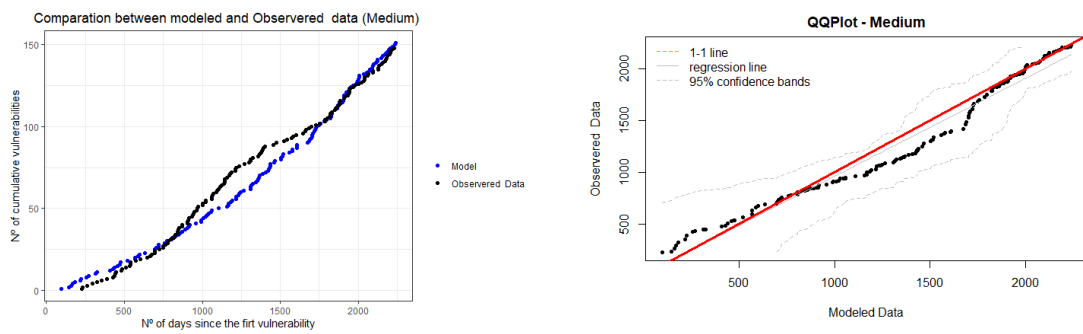 Comparation between modeled and Observered data (Medium)
150
100
50
0
Nº of cumulative vulnerabilities
0 500 1000 1500 2000
Nº of days since the firt vulnerability
Model
Observered Data
QQPlot - Medium
1-1 line
regression line
95% confidence bands
2000
1500
1000
500
Observered Data
500 1000 1500 2000
Modeled Data